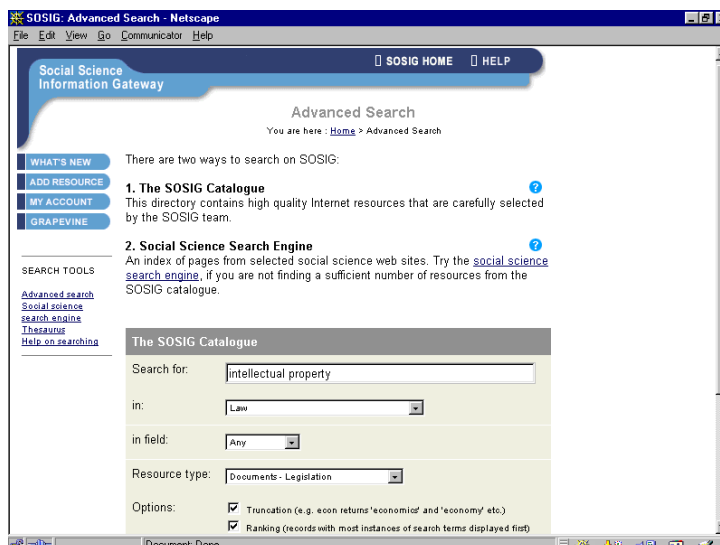 SOSIG: Advanced Search - Netscape
File Edit View Go Communicator Help
SOSIG HOME HELP
Social Science
Information Gateway
Advanced Search
You are here : Home > Advanced Search
WHAT'S NEW
ADD RESOURCE
MY ACCOUNT
GRAPEVINE
SEARCH TOOLS
Advanced search
Social science
search engine
Thesaurus
Help on searching
There are two ways to search on SOSIG:
1. The SOSIG Catalogue
This directory contains high quality Internet resources that are carefully selected
by the SOSIG team.
2. Social Science Search Engine
An index of pages from selected social science web sites. Try the social science
search engine, if you are not finding a sufficient number of resources from the
SOSIG catalogue.
The SOSIG Catalogue
Search for: intellectual property
in: Law
in field: Any
Resource type: Documents - Legislation
Options: Truncation (e.g. econ returns 'economics' and 'economy' etc.)
Ranking (records with most instances of search terms displayed first)
Document: Done